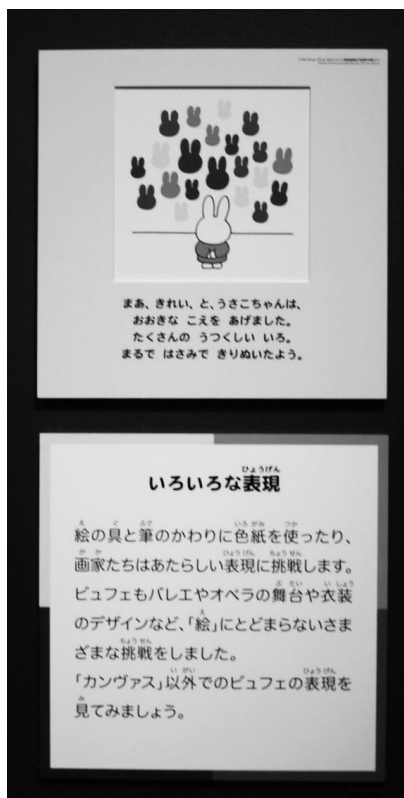 まあ、きれい、と、うさこちゃんは、
おおきな こえを あげました。
たくさんの うつくしい いろ。
まるで はさみで きりぬいたよう。
いろいろな表現
絵の具と筆のかわりに色紙を使ったり、
画家たちはあたらしい表現に挑戦します。
ビュフェもバレエやオペラの舞台や衣装
のデザインなど、「絵」にとどまらないさま
ざまな挑戦をしました。
「カンヴァス」以外でのビュフェの表現を
見てみましょう。